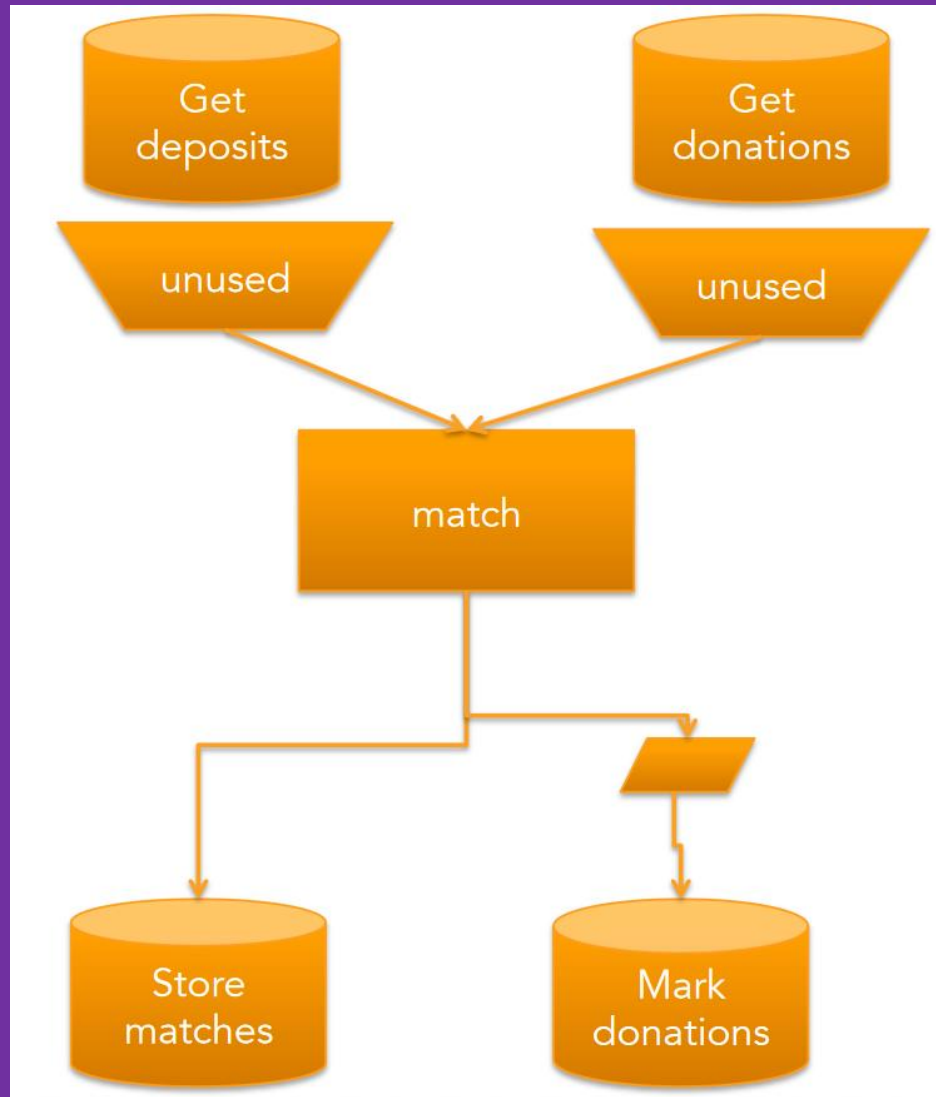 Get
deposits
Get
donations
unused
unused
match
Store
matches
Mark
donations